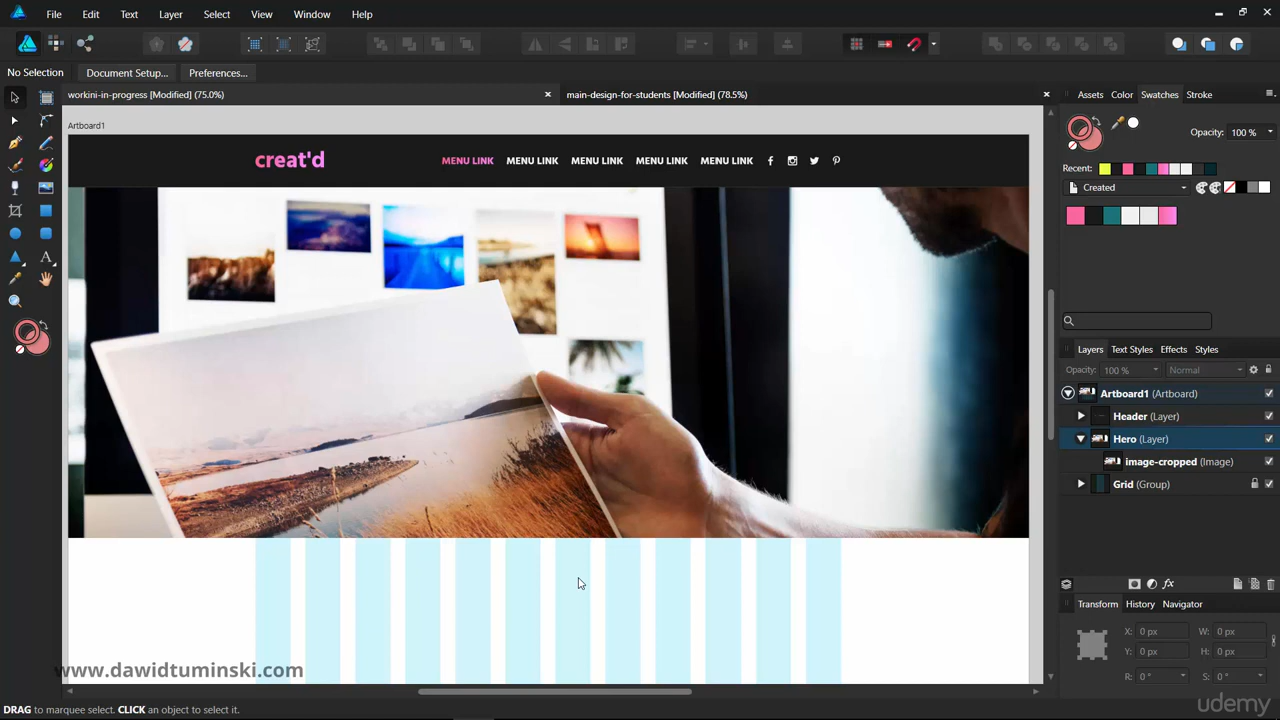 File Edit Text Layer Select View Window Help
No Selection Document Setup... Preferences...
workini-in-progress [Modified] (75.0%) main-design-for-students [Modified] (78.5%)
Assets Color Swatches Stroke
Artboard1
Opacity: 100 %
creat'd MENU LINK MENU LINK MENU LINK MENU LINK MENU LINK
Recent:
Created
Layers Text Styles Effects Styles
Opacity: 100 % Normal
Artboard1 (Artboard)
Header (Layer)
Hero (Layer)
image-cropped (Image)
Grid (Group)
fx
Transform History Navigator
X: 0 px W: 0 px
Y: 0 px H: 0 px
R: 0 ° S: 0 °
www.dawidtuminski.com
DRAG to marquee select. CLICK an object to select it.
udemy